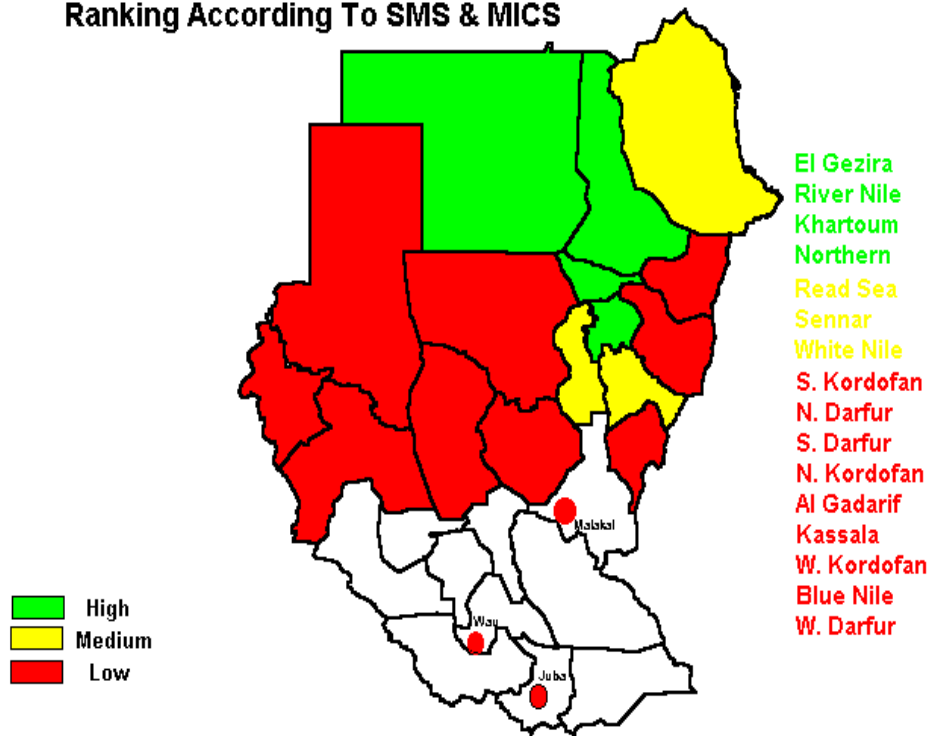 Ranking According To SMS & MICS
El Gezira
River Nile
Khartoum
Northern
Read Sea
Sennar
White Nile
S. Kordofan
N. Darfur
S. Darfur
N. Kordofan
Al Gadarif
Kassala
W. Kordofan
Blue Nile
W. Darfur
Malakal
Wau
Juba
High
Medium
Low